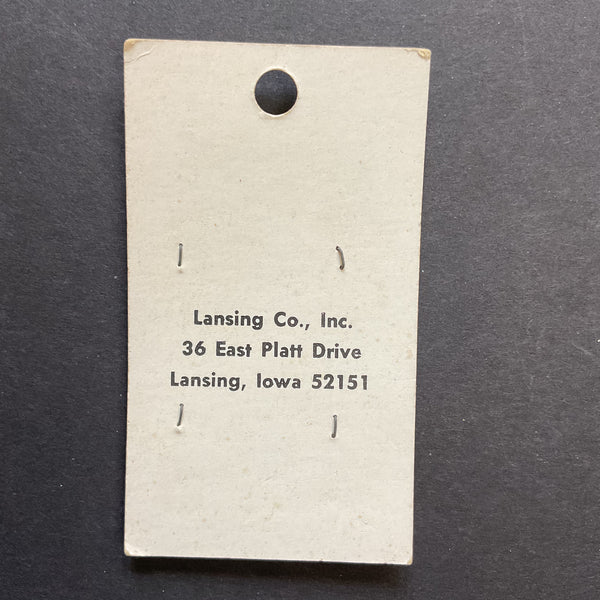 Lansing Co., Inc.
36 East Platt Drive
Lansing, Iowa 52151